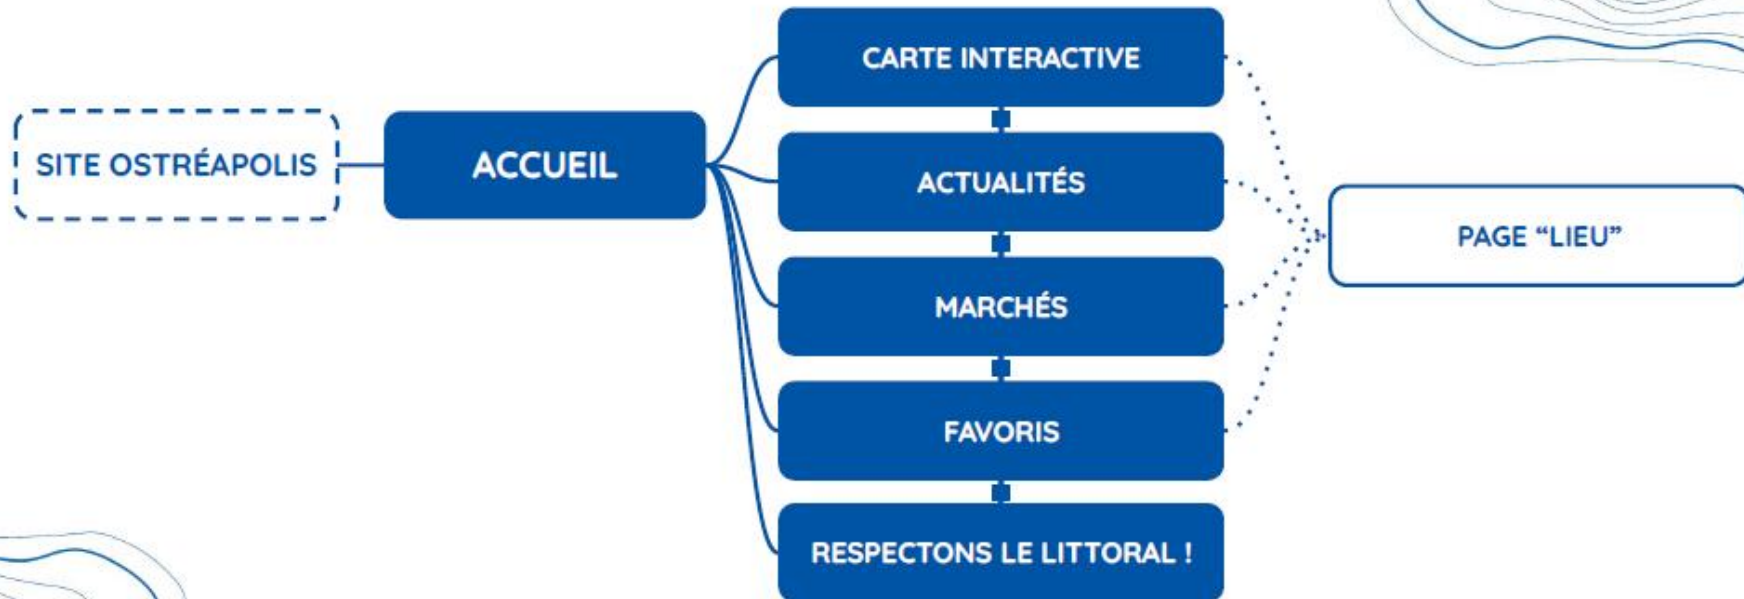 SITE OSTRÉAPOLIS
ACCUEIL
CARTE INTERACTIVE
ACTUALITÉS
MARCHÉS
FAVORIS
RESPECTONS LE LITTORAL !
PAGE “LIEU”